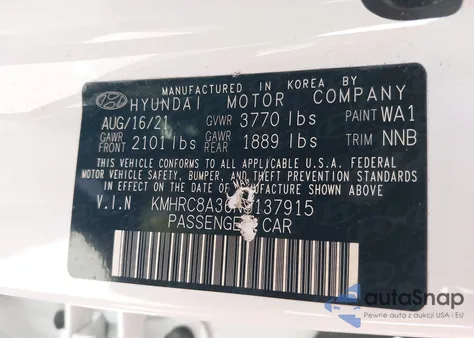 MANUFACTURED IN KOREA BY
HYUNDAI MOTOR COMPANY
AUG/16/21 GVWR 3770 lbs PAINT WA1
GAWR FRONT 2101 lbs GAWR REAR 1889 lbs TRIM NNB
THIS VEHICLE CONFORMS TO ALL APPLICABLE U.S.A. FEDERAL
MOTOR VEHICLE SAFETY, BUMPER, AND THEFT PREVENTION STANDARDS
IN EFFECT ON THE DATE OF MANUFACTURE SHOWN ABOVE
V.I.N
PASSENGER CAR
autoSnap
Pewne auta z aukcji USA i EU